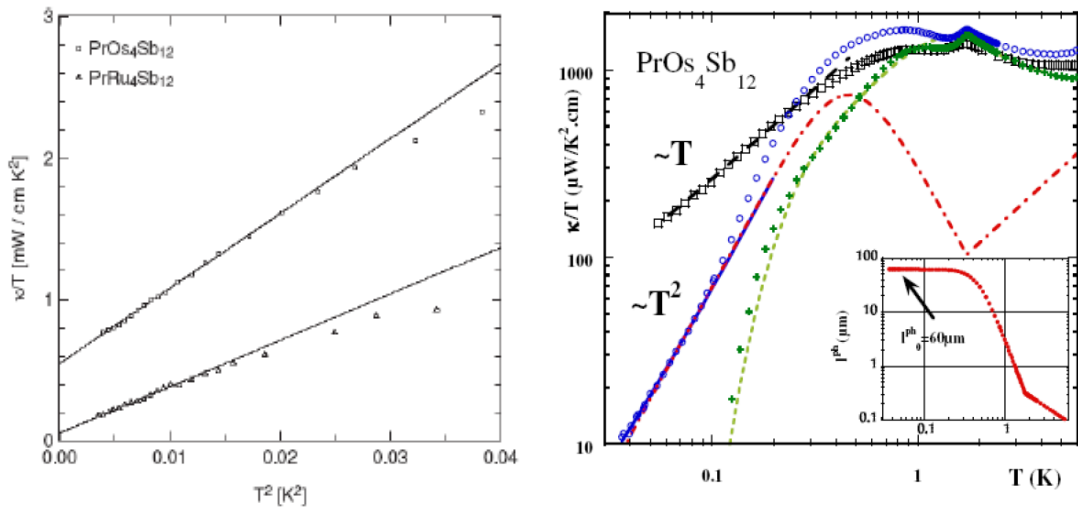 3
2
1
0
0.00
0.01
0.02
0.03
0.04
κ/T [mW / cm K²]
T² [K²]
PrOs₄Sb₁₂
PrRu₄Sb₁₂
PrOs₄Sb₁₂
~T
~T²
1000
100
10
0.1
1
T (K)
κ/T (μW/K².cm)
100
10
1
0.1
0.1
1
lᵖʰ (μm)
lᵖʰ₀=60μm